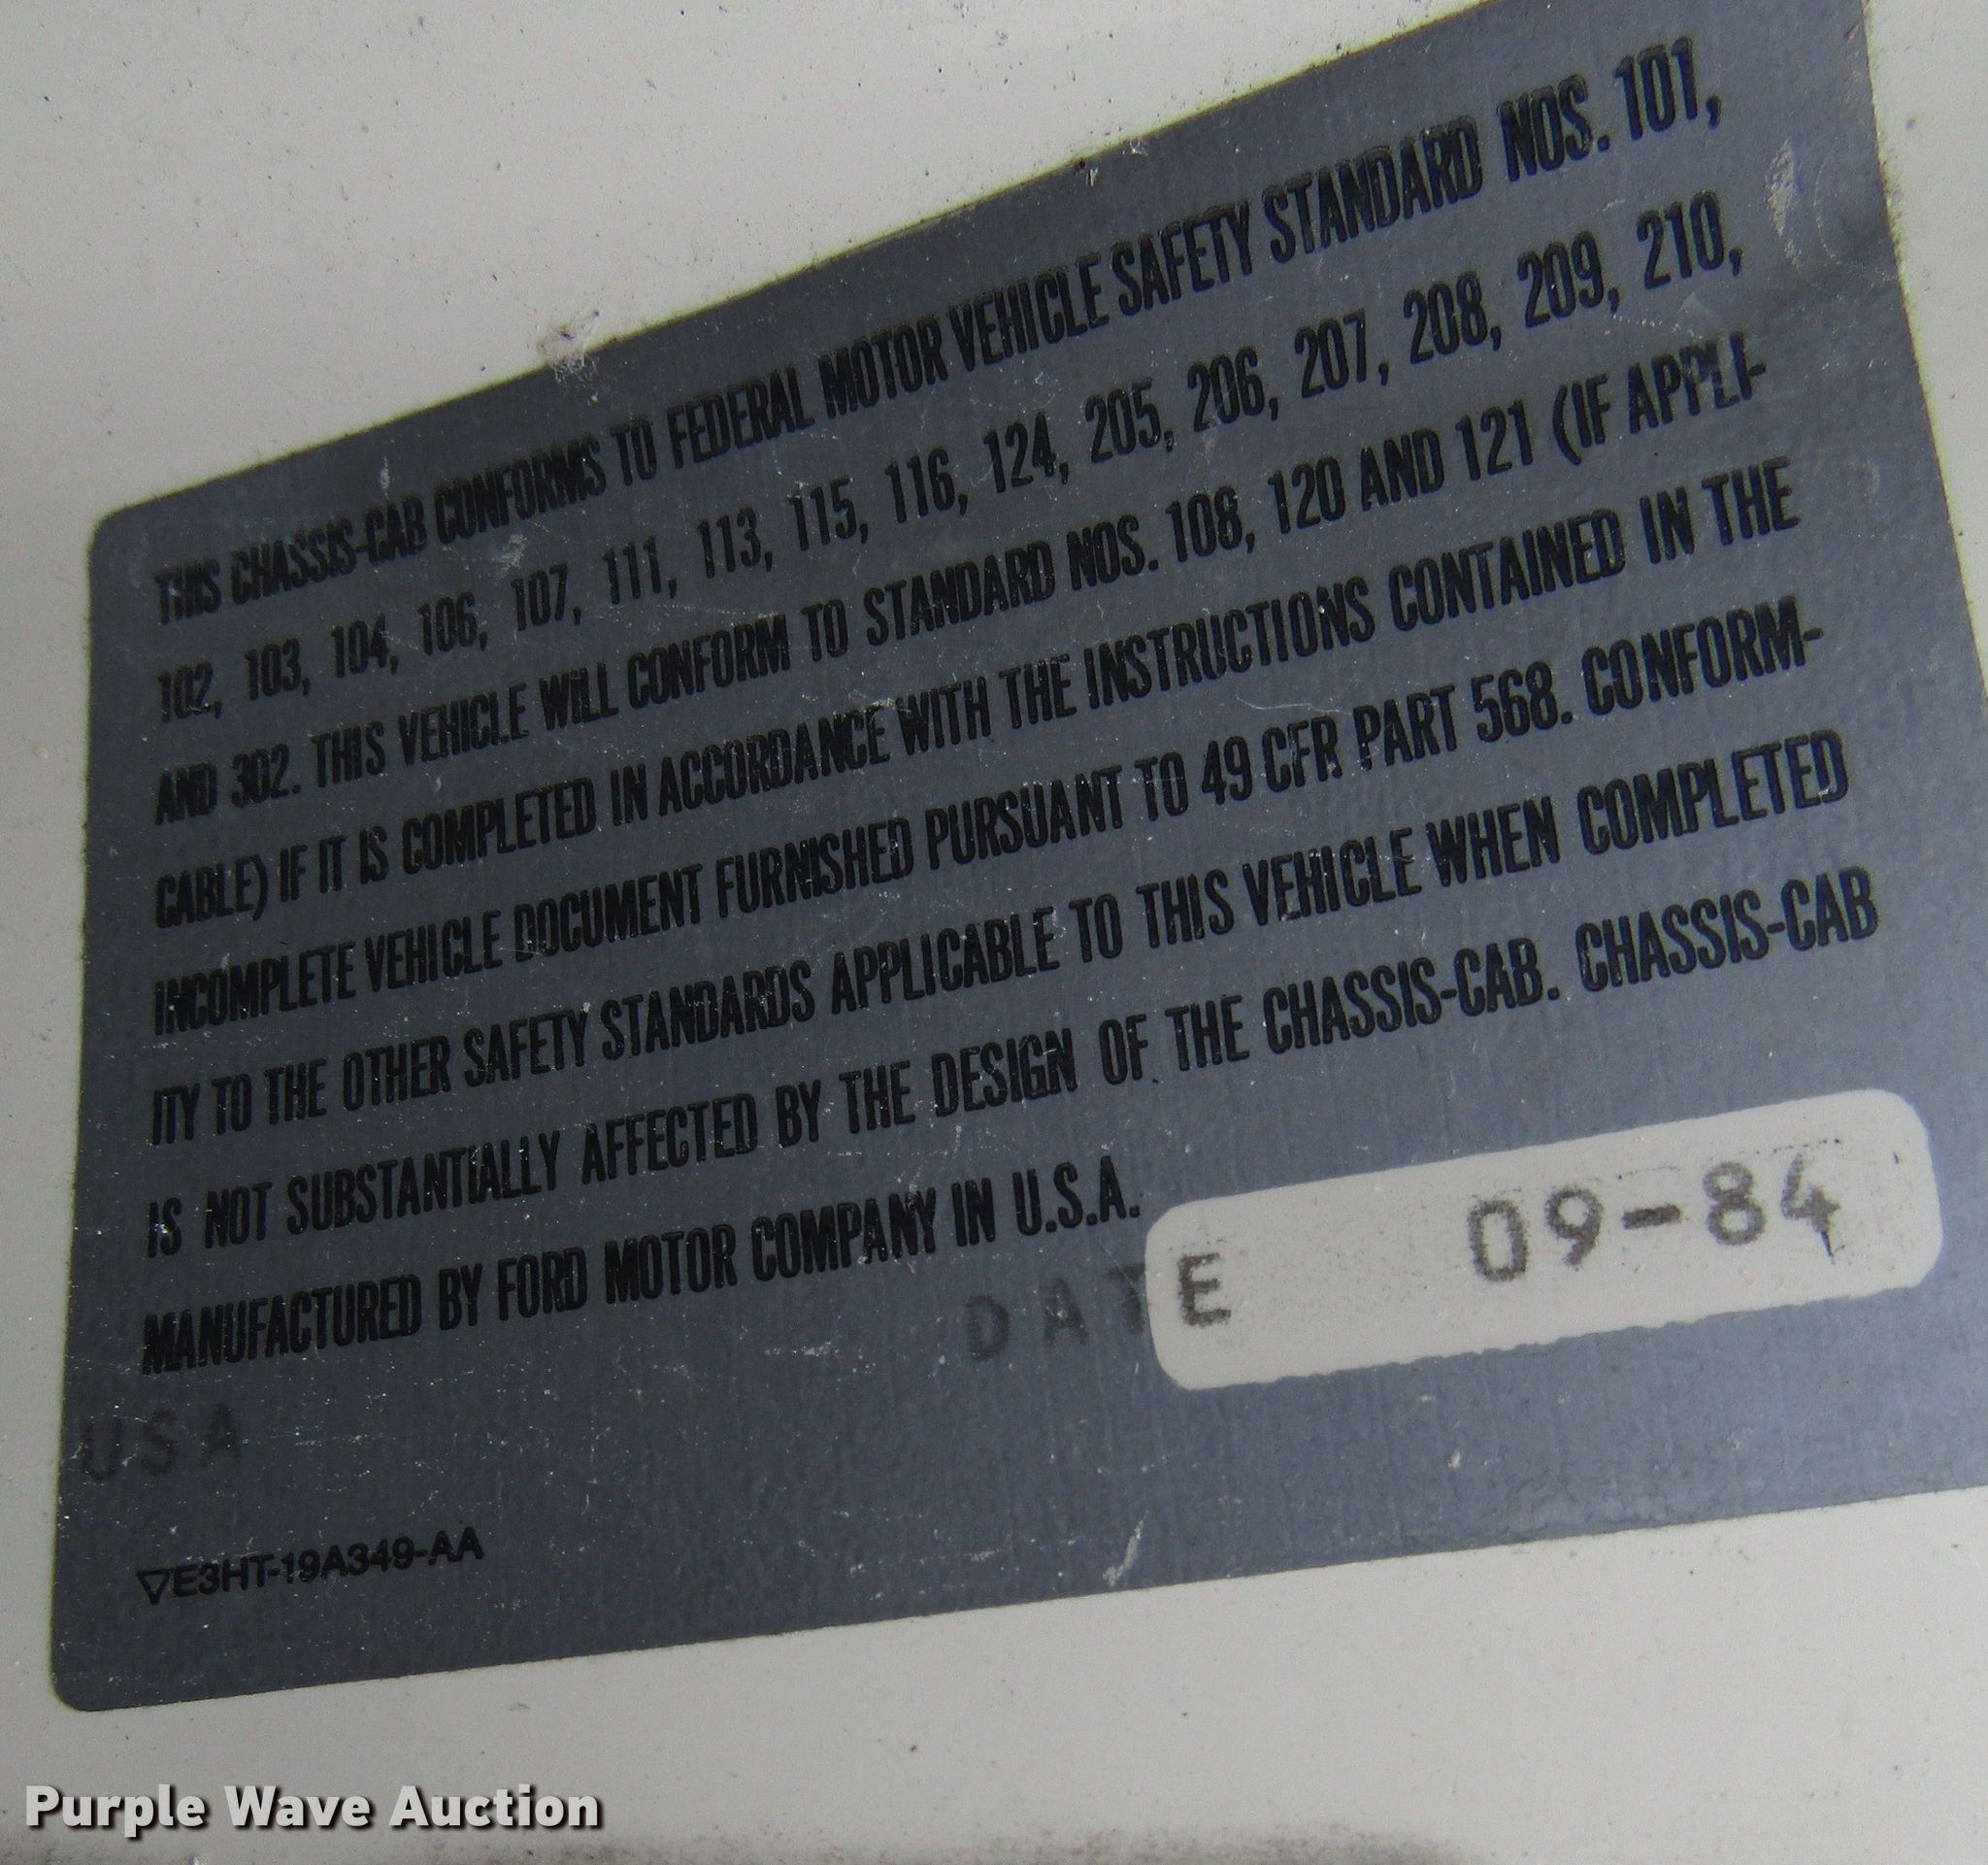 THIS CHASSIS-CAB CONFORMS TO FEDERAL MOTOR VEHICLE SAFETY STANDARD NOS. 101,
102, 103, 104, 106, 107, 111, 113, 115, 116, 124, 205, 206, 207, 208, 209, 210,
AND 302. THIS VEHICLE WILL CONFORM TO STANDARD NOS. 108, 120 AND 121 (IF APPLI-
CABLE) IF IT IS COMPLETED IN ACCORDANCE WITH THE INSTRUCTIONS CONTAINED IN THE
INCOMPLETE VEHICLE DOCUMENT FURNISHED PURSUANT TO 49 CFR PART 568. CONFORM-
ITY TO THE OTHER SAFETY STANDARDS APPLICABLE TO THIS VEHICLE WHEN COMPLETED
IS NOT SUBSTANTIALLY AFFECTED BY THE DESIGN OF THE CHASSIS-CAB. CHASSIS-CAB
MANUFACTURED BY FORD MOTOR COMPANY IN U.S.A.
DATE 09-84
USA
▽E3HT-19A349-AA
Purple Wave Auction